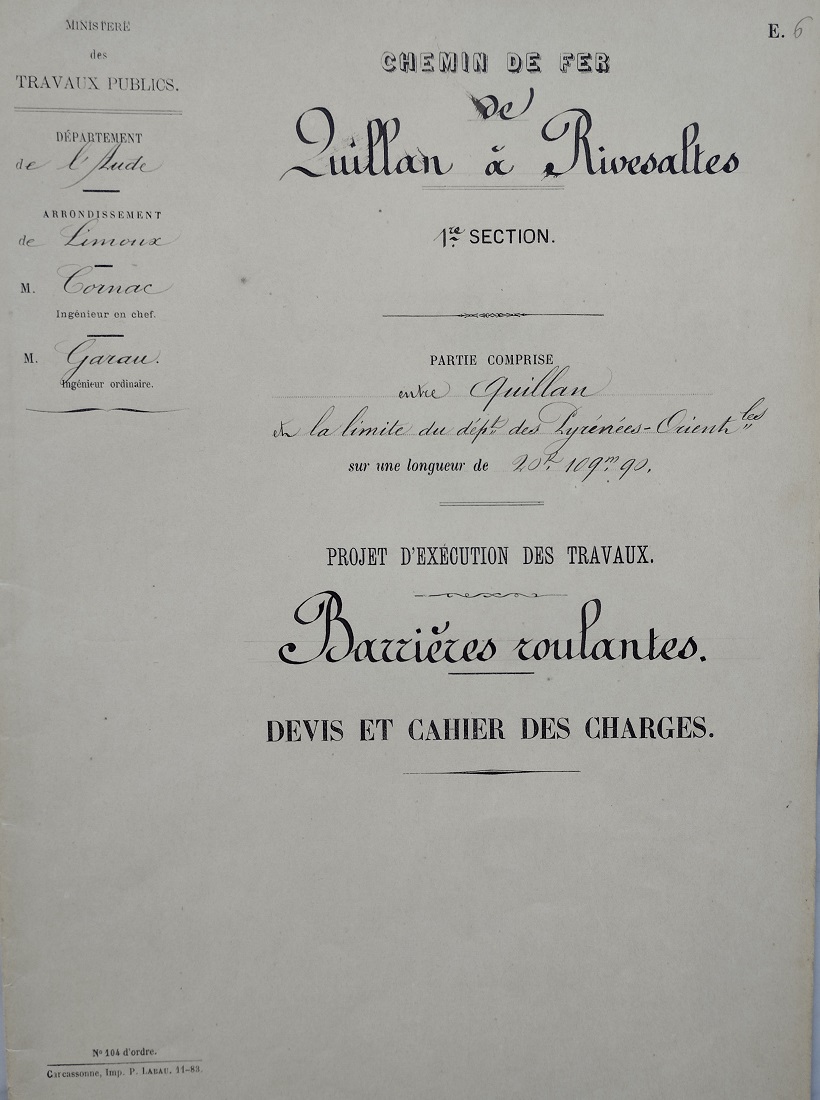 MINISTÈRE
des
TRAVAUX PUBLICS.
DÉPARTEMENT
de l'Aude
ARRONDISSEMENT
de Limoux
M. Cornac
Ingénieur en chef.
M. Garau.
Ingénieur ordinaire.
E. 6
CHEMIN DE FER
de
Quillan à Rivesaltes
1re SECTION.
PARTIE COMPRISE
entre Quillan
et la limite du dépt des Pyrénées-Orientles
sur une longueur de 20k 109m 90.
PROJET D'EXÉCUTION DES TRAVAUX.
Barrières roulantes.
DEVIS ET CAHIER DES CHARGES.
No 104 d'ordre.
Carcassonne, Imp. P. LABAU, 11-83.